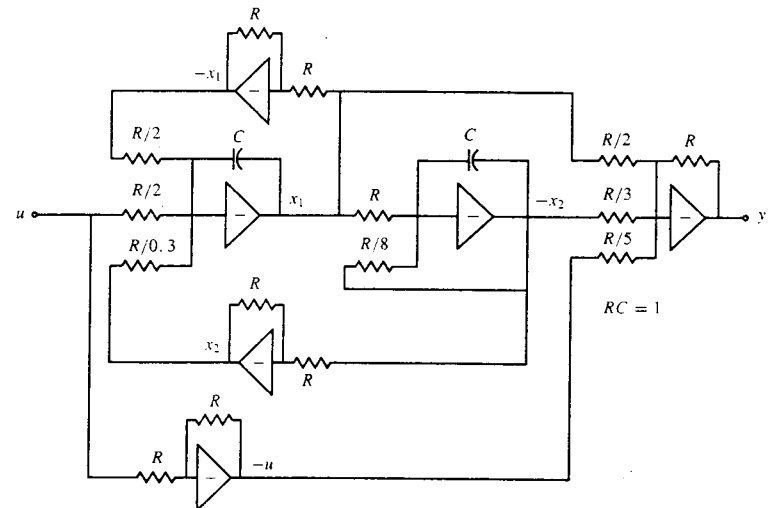 R
−x₁
R
R/2
C
R/2
x₁
u
R/0.3
R
C
−x₂
R/8
R/2
R
R/3
y
R/5
RC = 1
R
x₂
R
R
R
−u